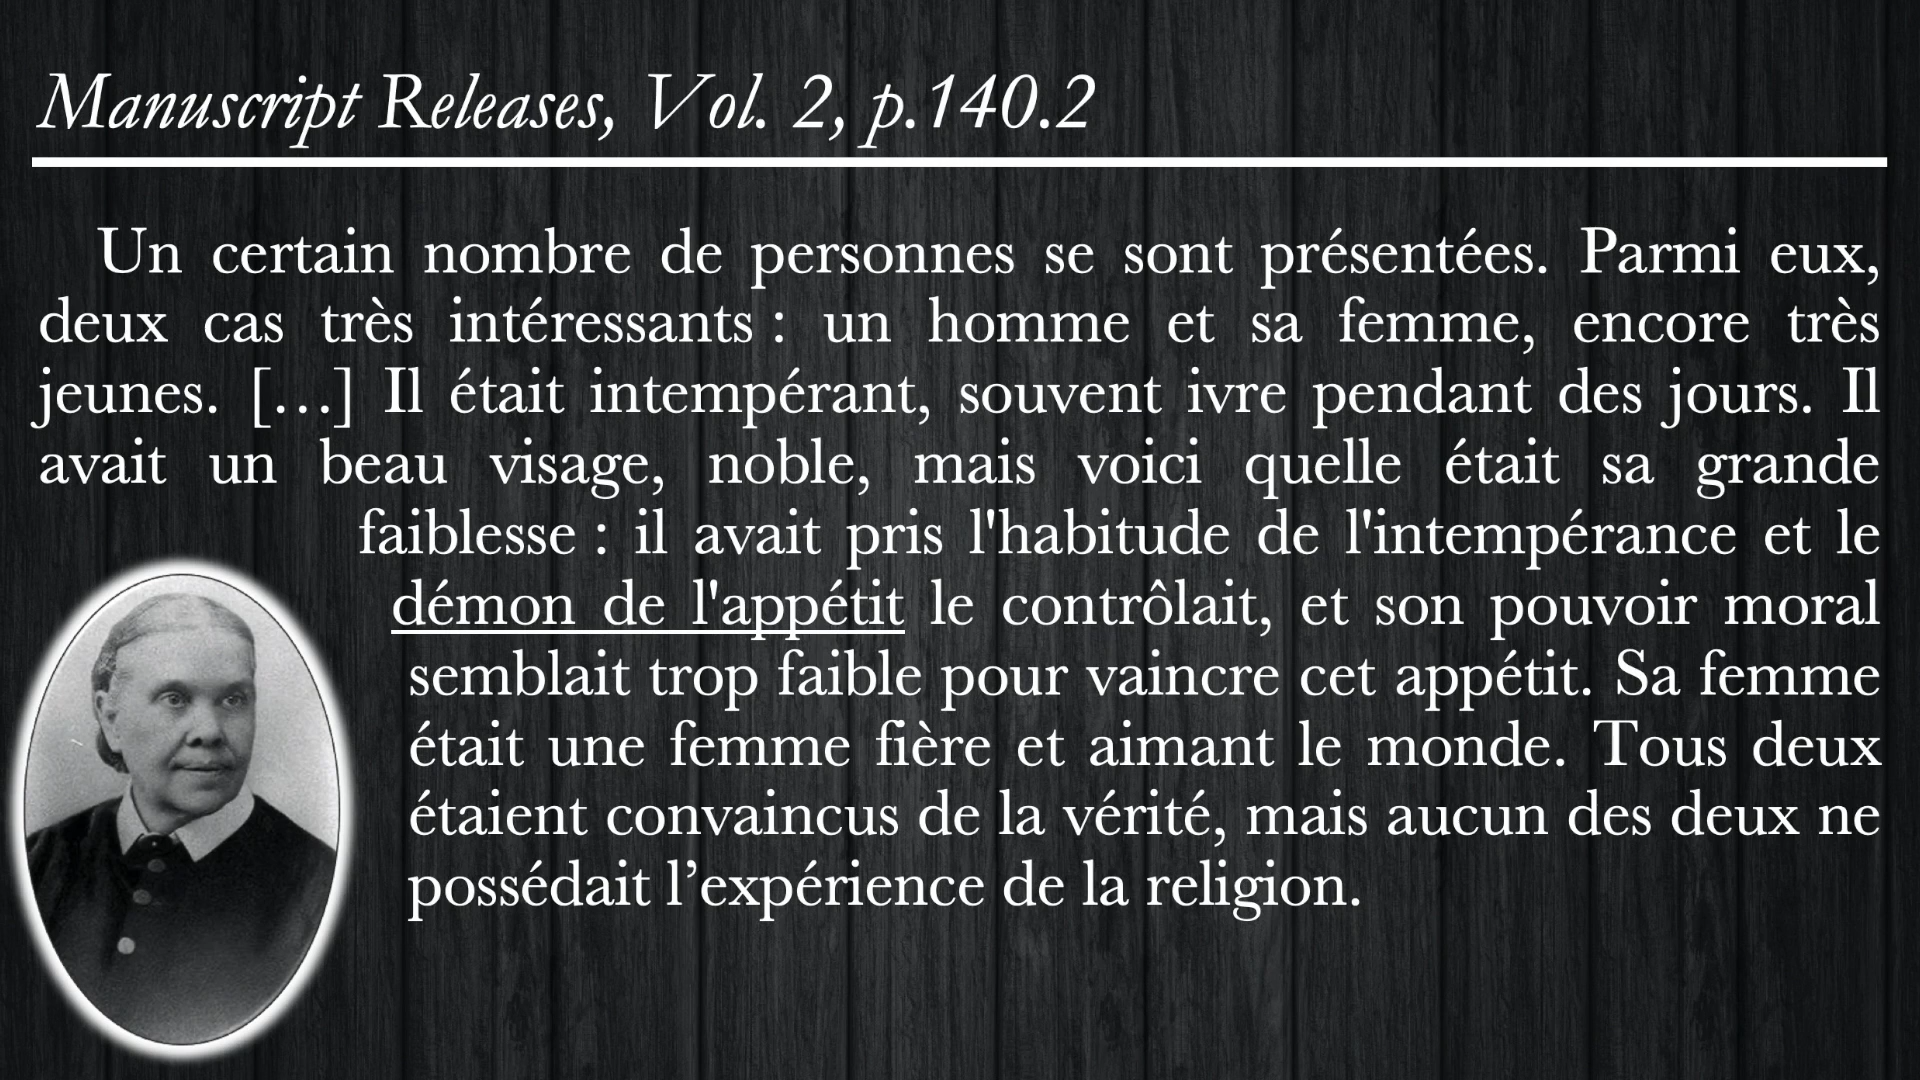 Manuscript Releases, Vol. 2, p.140.2
Un certain nombre de personnes se sont présentées. Parmi eux,
deux cas très intéressants : un homme et sa femme, encore très
jeunes. […] Il était intempérant, souvent ivre pendant des jours. Il
avait un beau visage, noble, mais voici quelle était sa grande
faiblesse : il avait pris l'habitude de l'intempérance et le
démon de l'appétit le contrôlait, et son pouvoir moral
semblait trop faible pour vaincre cet appétit. Sa femme
était une femme fière et aimant le monde. Tous deux
étaient convaincus de la vérité, mais aucun des deux ne
possédait l’expérience de la religion.